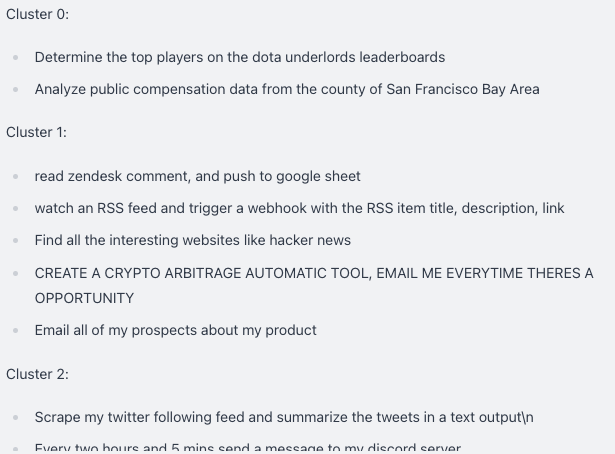 Cluster 0:
Determine the top players on the dota underlords leaderboards
Analyze public compensation data from the county of San Francisco Bay Area
Cluster 1:
read zendesk comment, and push to google sheet
watch an RSS feed and trigger a webhook with the RSS item title, description, link
Find all the interesting websites like hacker news
CREATE A CRYPTO ARBITRAGE AUTOMATIC TOOL, EMAIL ME EVERYTIME THERES A
OPPORTUNITY
Email all of my prospects about my product
Cluster 2:
Scrape my twitter following feed and summarize the tweets in a text output\n
Every two hours and 5 mins send a message to my discord server